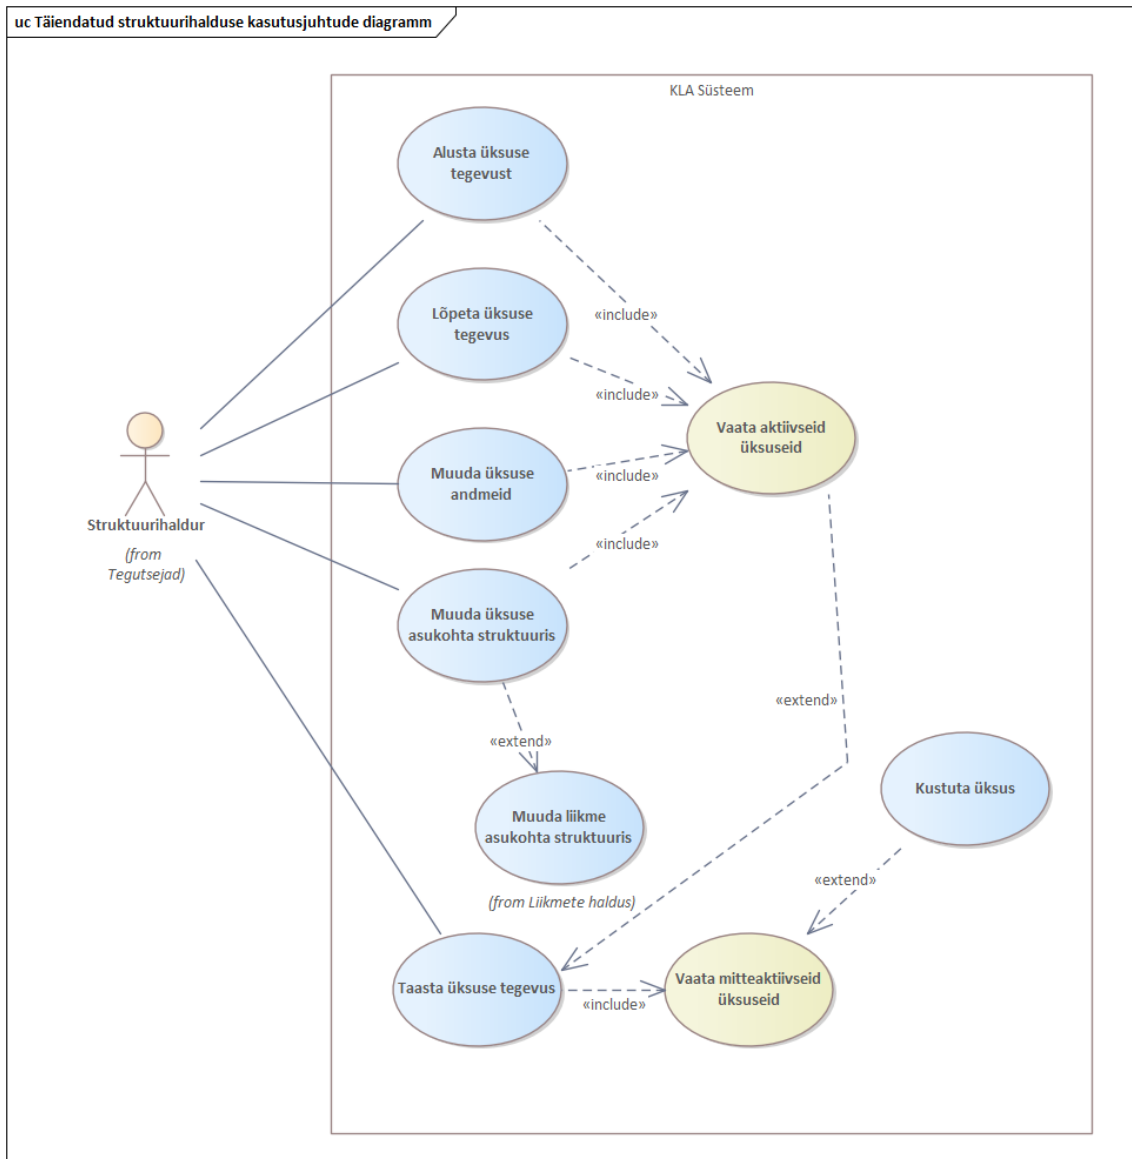 uc Täiendatud struktuurihalduse kasutusjuhtude diagramm
KLA Süsteem
Alusta üksuse
tegevust
«include»
Lõpeta üksuse
tegevus
«include»
Vaata aktiivseid
üksuseid
Muuda üksuse
andmeid
«include»
Struktuurihaldur
(from
Tegutsejad)
«include»
Muuda üksuse
asukohta struktuuris
«extend»
«extend»
Kustuta üksus
Muuda liikme
asukohta struktuuris
(from Liikmete haldus)
«extend»
Taasta üksuse tegevus
«include»
Vaata mitteaktiivseid
üksuseid